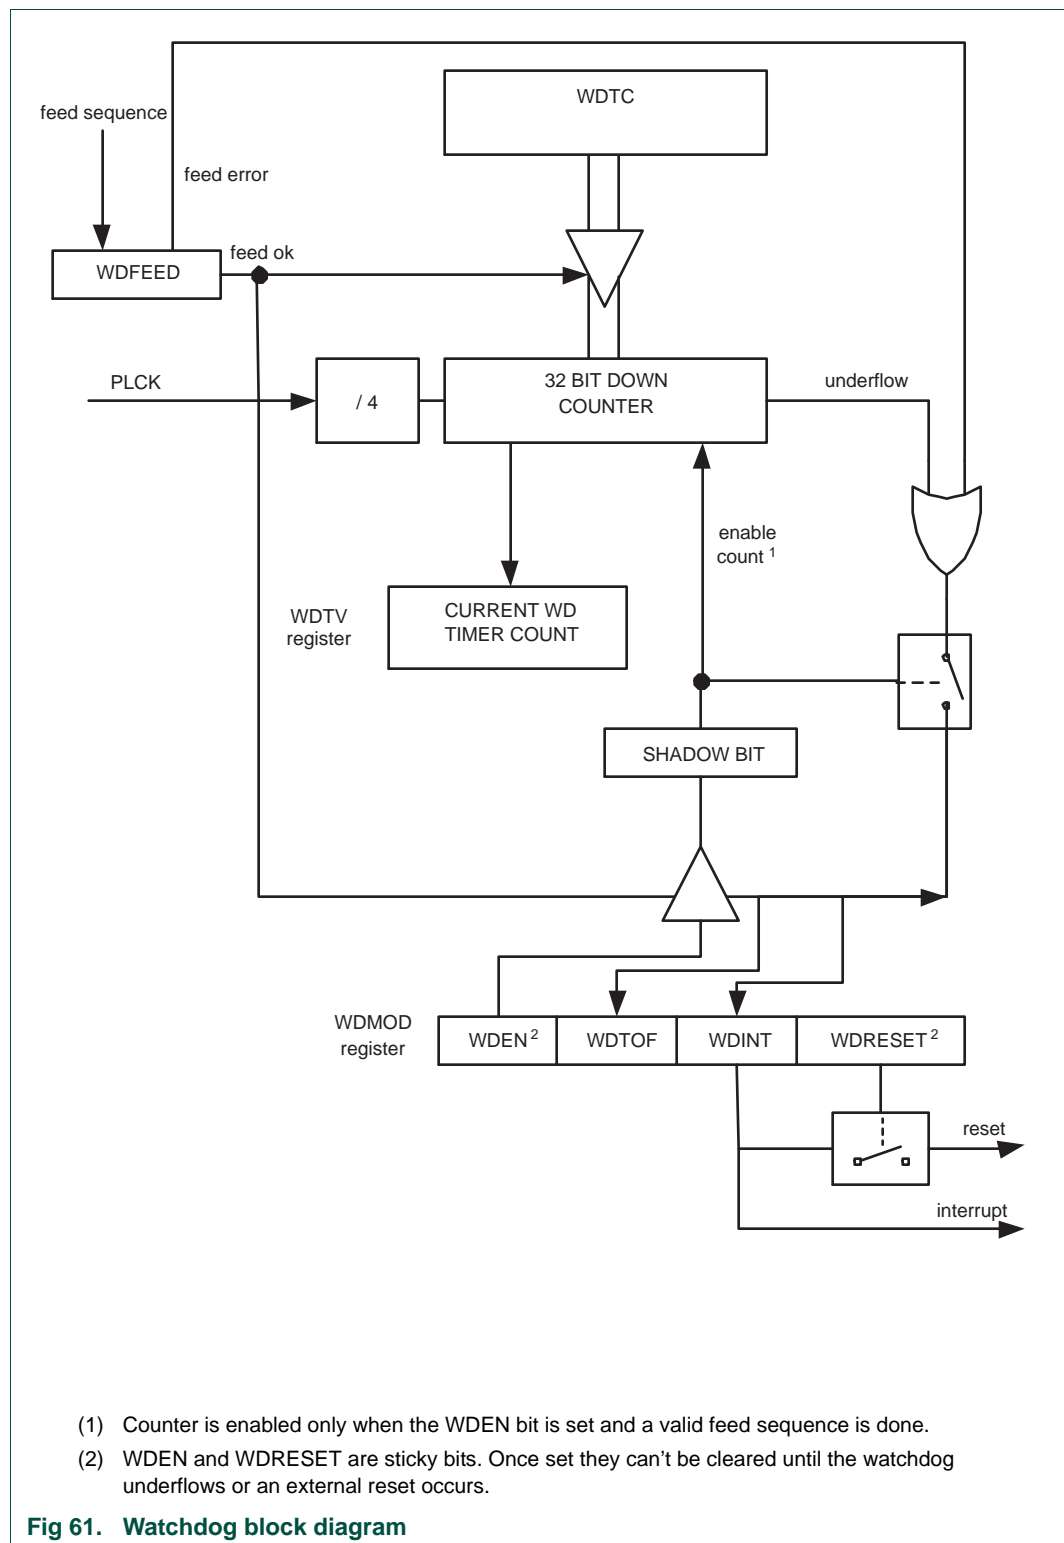 WDTC
feed sequence
feed error
feed ok
WDFEED
PLCK
/ 4
32 BIT DOWN
COUNTER
underflow
enable
count 1
WDTV
register
CURRENT WD
TIMER COUNT
SHADOW BIT
WDMOD
register
WDEN 2
WDTOF
WDINT
WDRESET 2
reset
interrupt
(1) Counter is enabled only when the WDEN bit is set and a valid feed sequence is done.
(2) WDEN and WDRESET are sticky bits. Once set they can't be cleared until the watchdog
underflows or an external reset occurs.
Fig 61. Watchdog block diagram